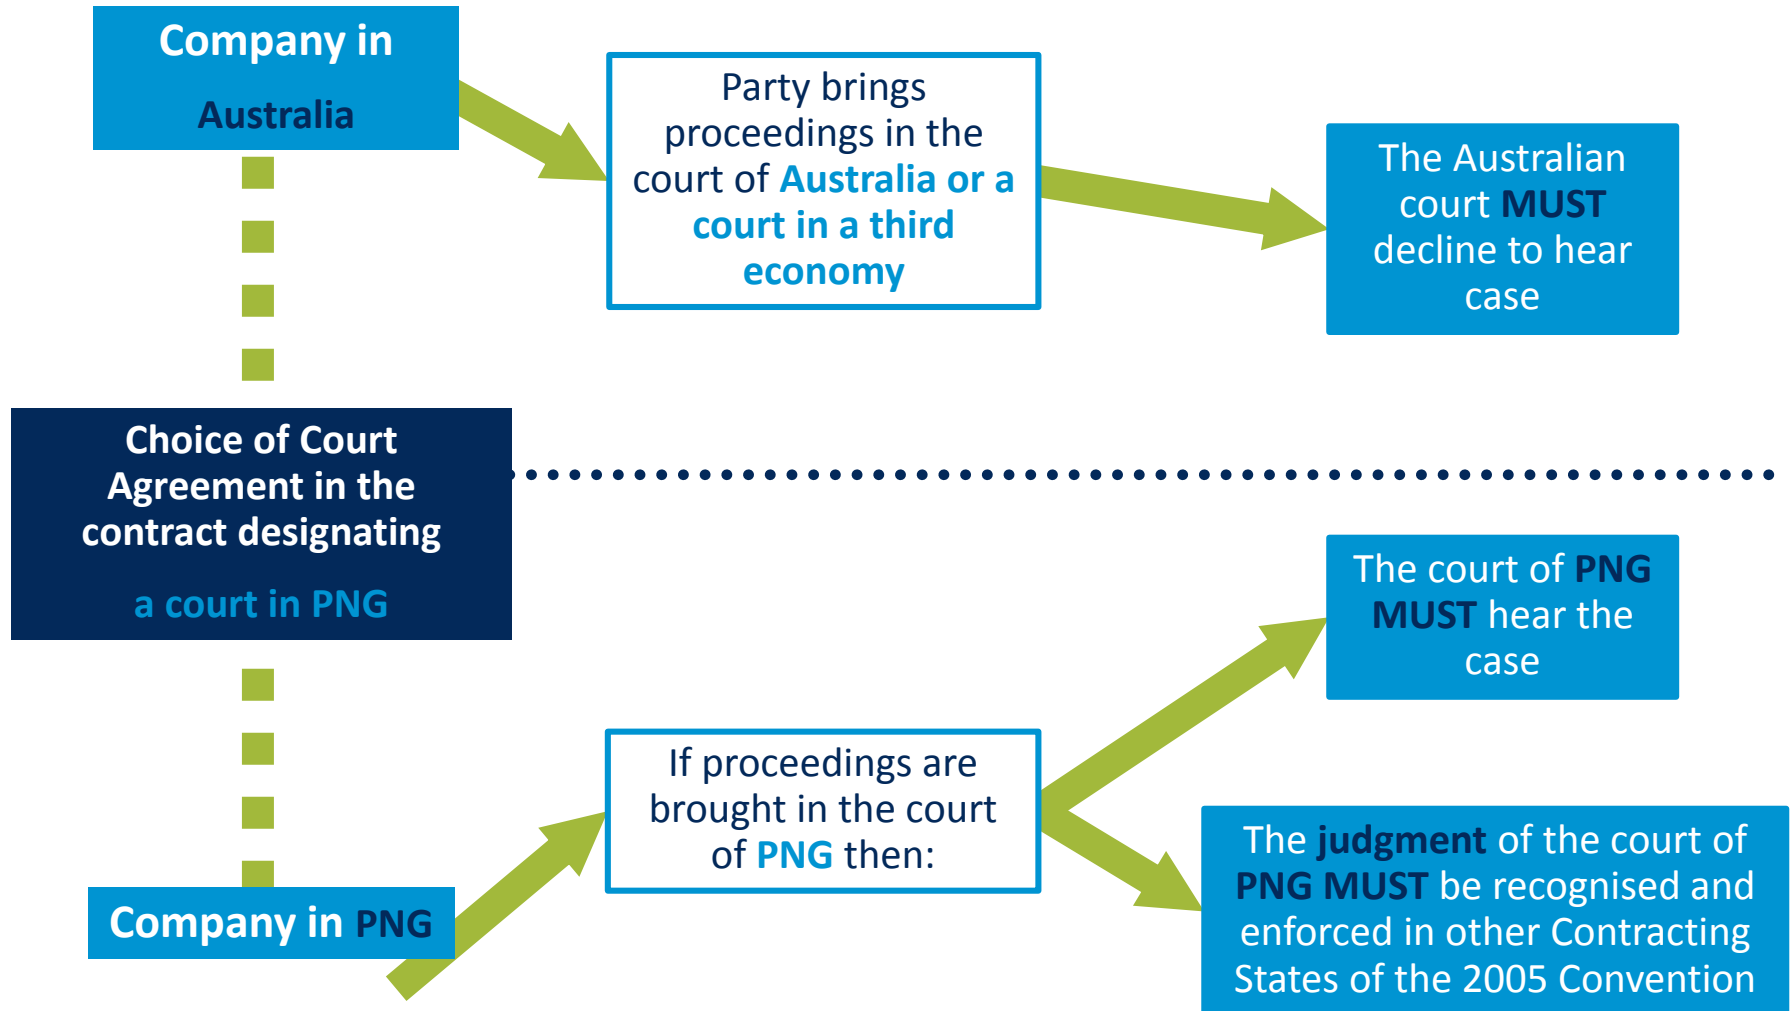 Company in
Australia
Party brings
proceedings in the
court of Australia or a
court in a third
economy
The Australian
court MUST
decline to hear
case
Choice of Court
Agreement in the
contract designating
a court in PNG
The court of PNG
MUST hear the
case
If proceedings are
brought in the court
of PNG then:
Company in PNG
The judgment of the court of
PNG MUST be recognised and
enforced in other Contracting
States of the 2005 Convention